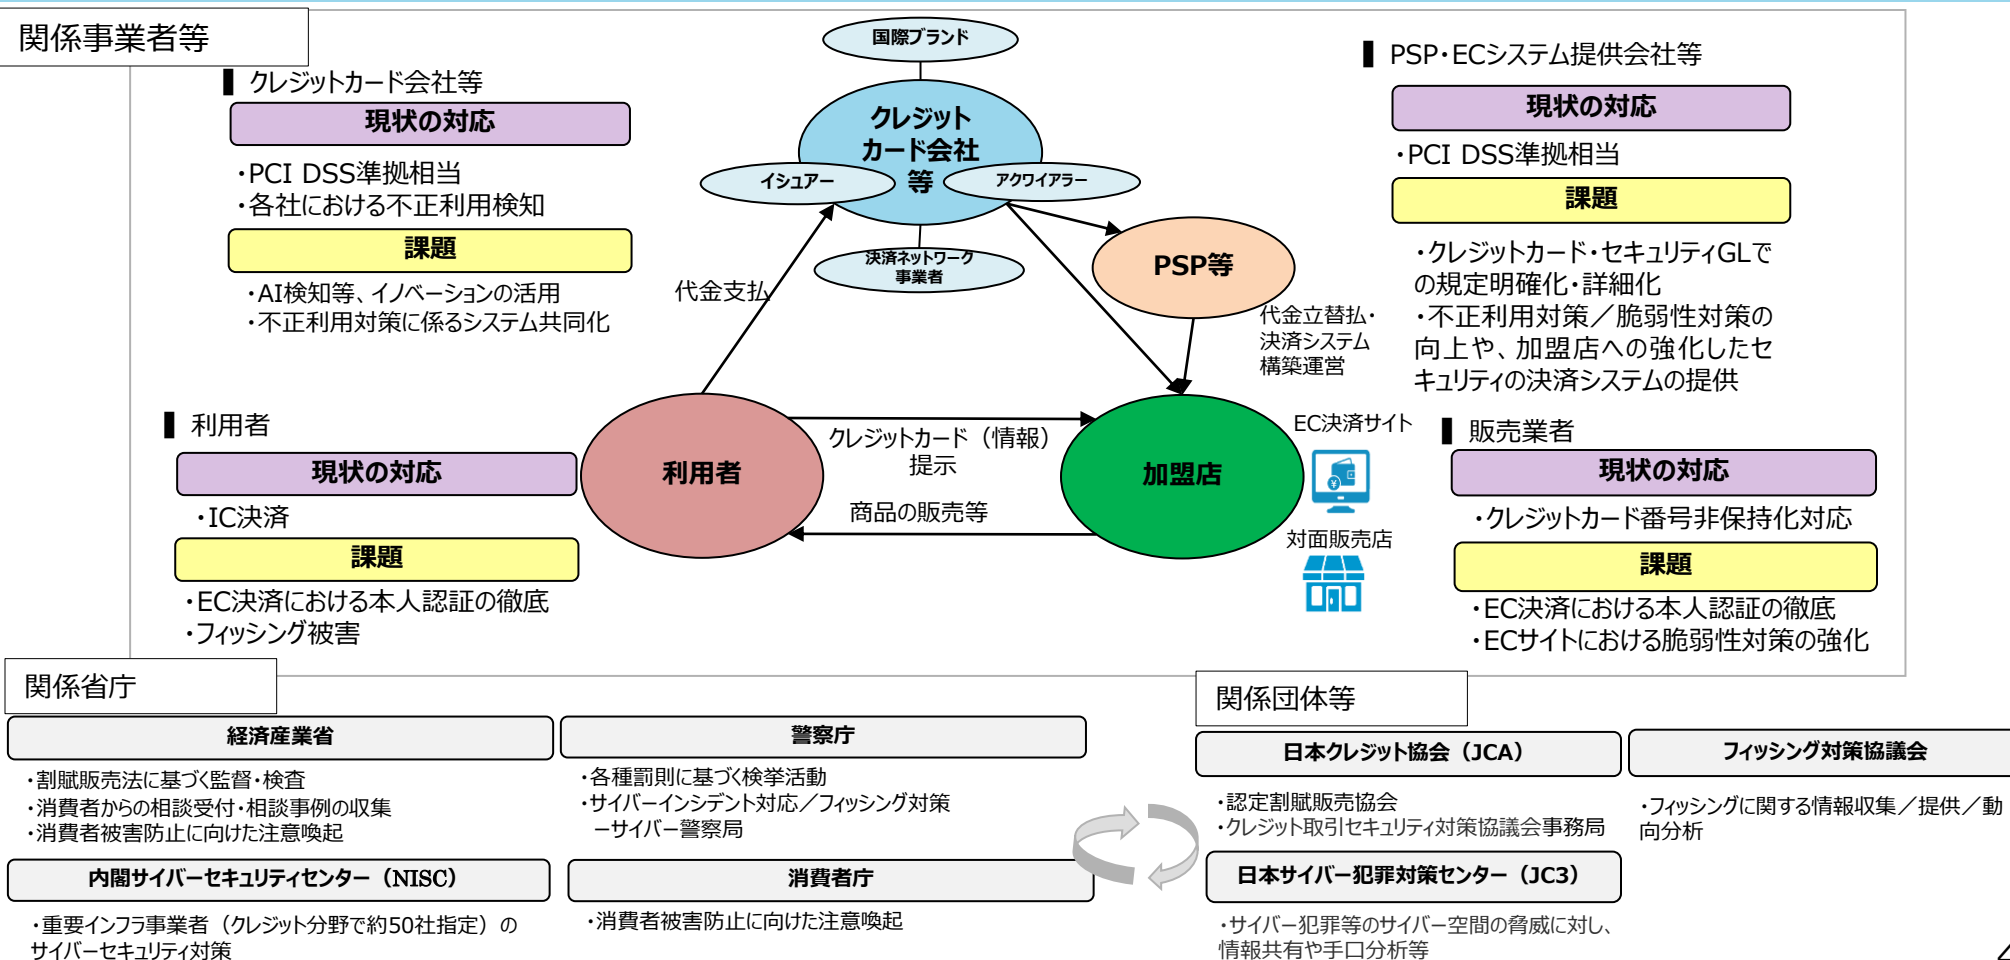 関係事業者等
国際ブランド
クレジット
カード会社
等
イシュアー
アクワイアラー
決済ネットワーク
事業者
PSP等
代金支払
代金立替払・
決済システム
構築運営
利用者
クレジットカード（情報）
提示
商品の販売等
加盟店
EC決済サイト
対面販売店
▌クレジットカード会社等
現状の対応
・PCI DSS準拠相当
・各社における不正利用検知
課題
・AI検知等、イノベーションの活用
・不正利用対策に係るシステム共同化
▌PSP・ECシステム提供会社等
現状の対応
・PCI DSS準拠相当
課題
・クレジットカード・セキュリティGLで
の規定明確化・詳細化
・不正利用対策／脆弱性対策の
向上や、加盟店への強化したセ
キュリティの決済システムの提供
▌利用者
現状の対応
・IC決済
課題
・EC決済における本人認証の徹底
・フィッシング被害
▌販売業者
現状の対応
・クレジットカード番号非保持化対応
課題
・EC決済における本人認証の徹底
・ECサイトにおける脆弱性対策の強化
関係省庁
経済産業省
・割賦販売法に基づく監督・検査
・消費者からの相談受付・相談事例の収集
・消費者被害防止に向けた注意喚起
警察庁
・各種罰則に基づく検挙活動
・サイバーインシデント対応／フィッシング対策
－サイバー警察局
内閣サイバーセキュリティセンター（NISC）
・重要インフラ事業者（クレジット分野で約50社指定）の
サイバーセキュリティ対策
消費者庁
・消費者被害防止に向けた注意喚起
関係団体等
日本クレジット協会（JCA）
・認定割賦販売協会
・クレジット取引セキュリティ対策協議会事務局
フィッシング対策協議会
・フィッシングに関する情報収集／提供／動
向分析
日本サイバー犯罪対策センター（JC3）
・サイバー犯罪等のサイバー空間の脅威に対し、
情報共有や手口分析等